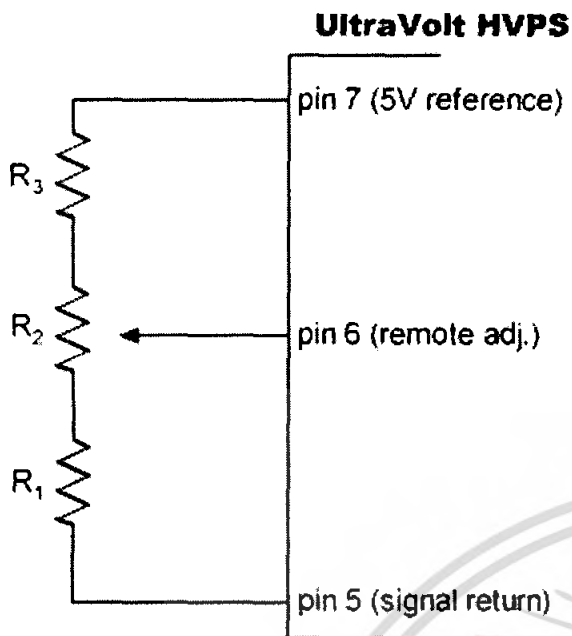 UltraVolt HVPS
pin 7 (5V reference)
R3
R2
pin 6 (remote adj.)
R1
pin 5 (signal return)